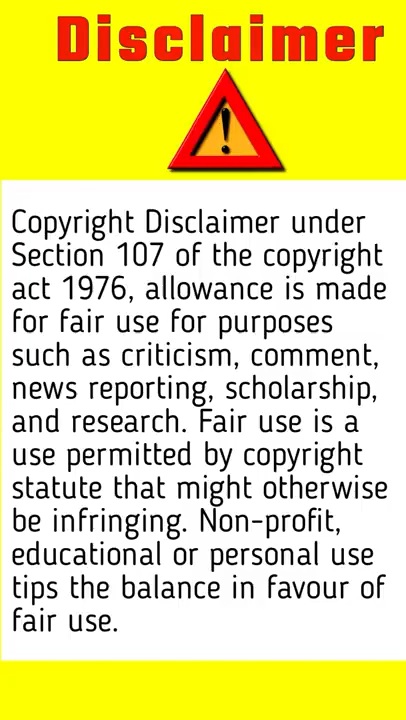 Disclaimer
!
Copyright Disclaimer under
Section 107 of the copyright
act 1976, allowance is made
for fair use for purposes
such as criticism, comment,
news reporting, scholarship,
and research. Fair use is a
use permitted by copyright
statute that might otherwise
be infringing. Non-profit,
educational or personal use
tips the balance in favour of
fair use.